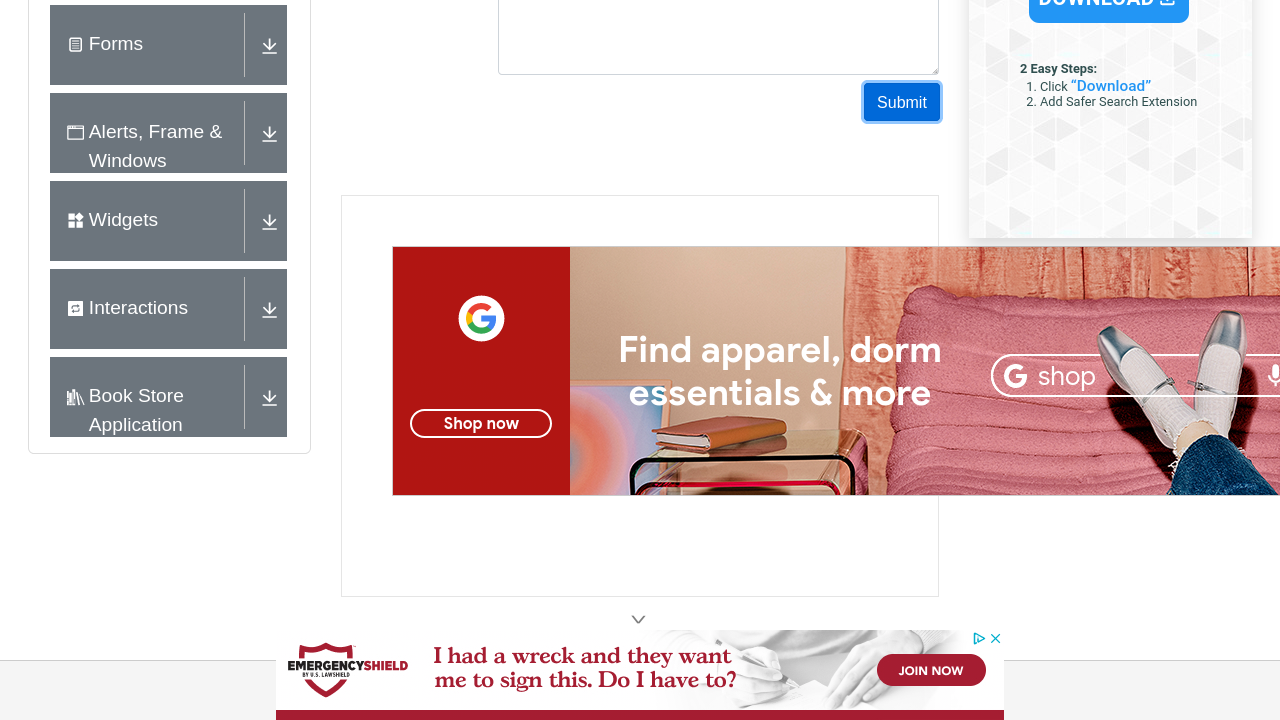 Forms
Alerts, Frame &
Windows
Widgets
Interactions
Book Store
Application
Submit
DOWNLOAD
2 Easy Steps:
1. Click “Download”
2. Add Safer Search Extension
Find apparel, dorm
essentials & more
Shop now
shop
EMERGENCYSHIELD
BY U.S. LAWSHIELD
I had a wreck and they want
me to sign this. Do I have to?
JOIN NOW